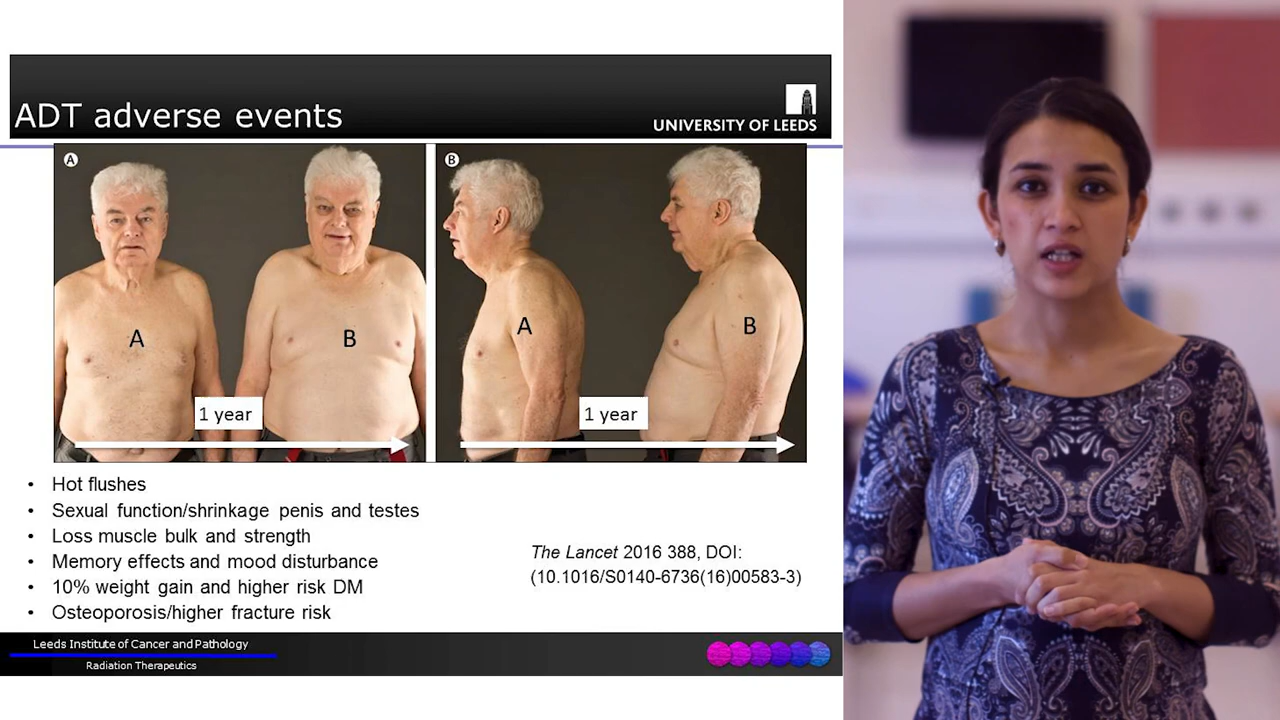 ADT adverse events
UNIVERSITY OF LEEDS
A
B
A
B
A
B
1 year
1 year
• Hot flushes
• Sexual function/shrinkage penis and testes
• Loss muscle bulk and strength
• Memory effects and mood disturbance
• 10% weight gain and higher risk DM
• Osteoporosis/higher fracture risk
The Lancet 2016 388, DOI:
(10.1016/S0140-6736(16)00583-3)
Leeds Institute of Cancer and Pathology
Radiation Therapeutics